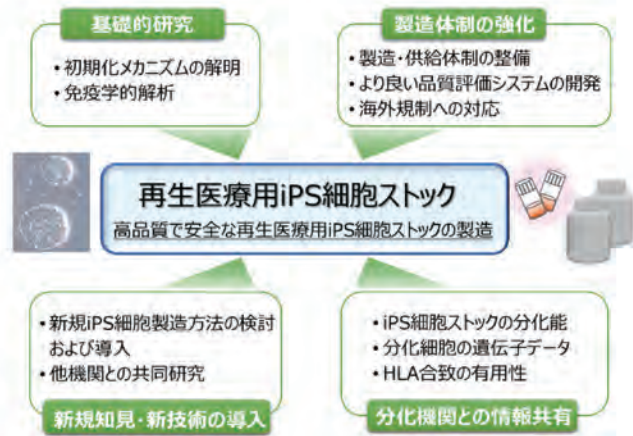 基礎的研究
・初期化メカニズムの解明
・免疫学的解析
製造体制の強化
・製造・供給体制の整備
・より良い品質評価システムの開発
・海外規制への対応
再生医療用iPS細胞ストック
高品質で安全な再生医療用iPS細胞ストックの製造
・新規iPS細胞製造方法の検討
および導入
・他機関との共同研究
新規知見・新技術の導入
・iPS細胞ストックの分化能
・分化細胞の遺伝子データ
・HLA合致の有用性
分化機関との情報共有